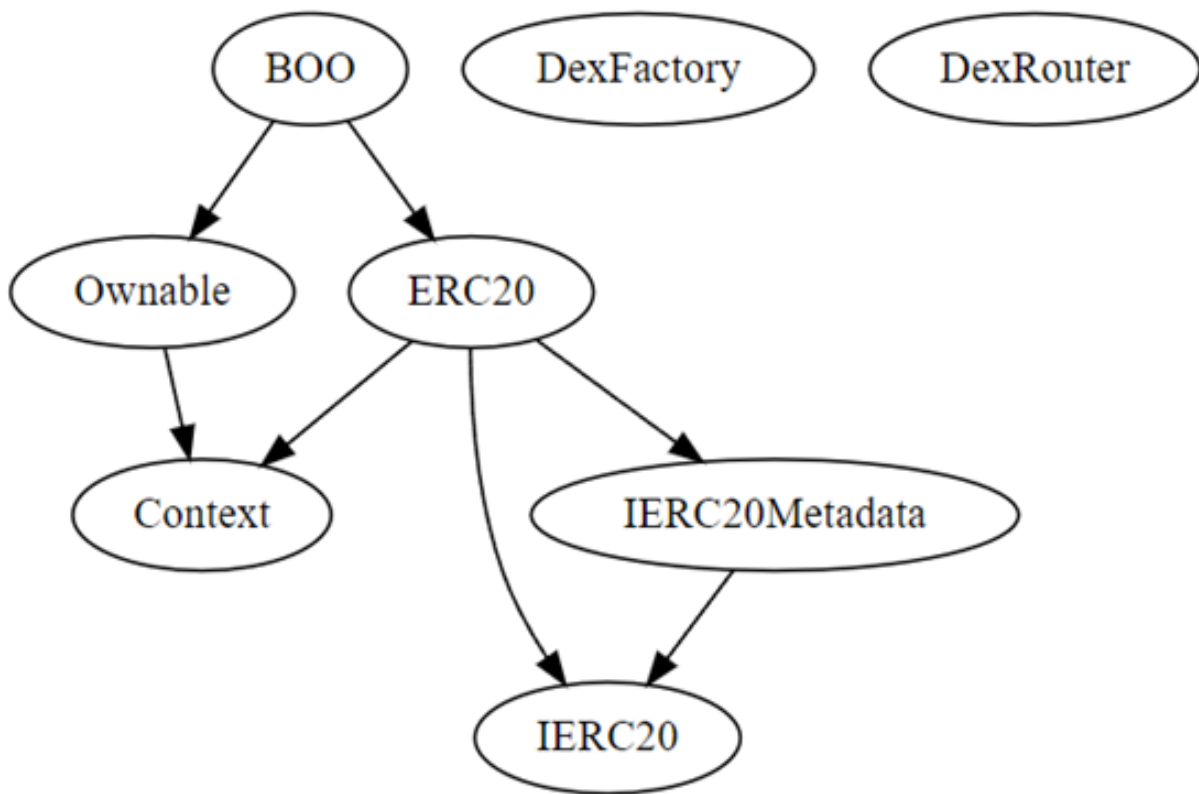 BOO
DexFactory
DexRouter
Ownable
ERC20
Context
IERC20Metadata
IERC20